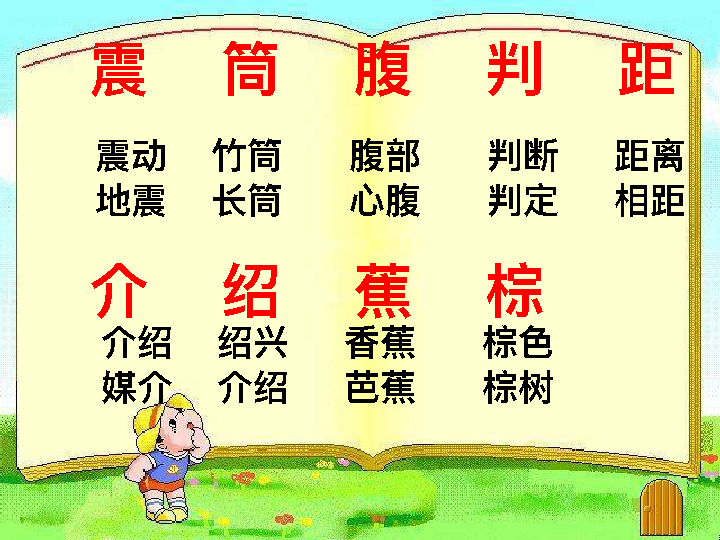 震 筒 腹 判 距
震动 竹筒 腹部 判断 距离
地震 长筒 心腹 判定 相距
介 绍 蕉 棕
介绍 绍兴 香蕉 棕色
媒介 介绍 芭蕉 棕树